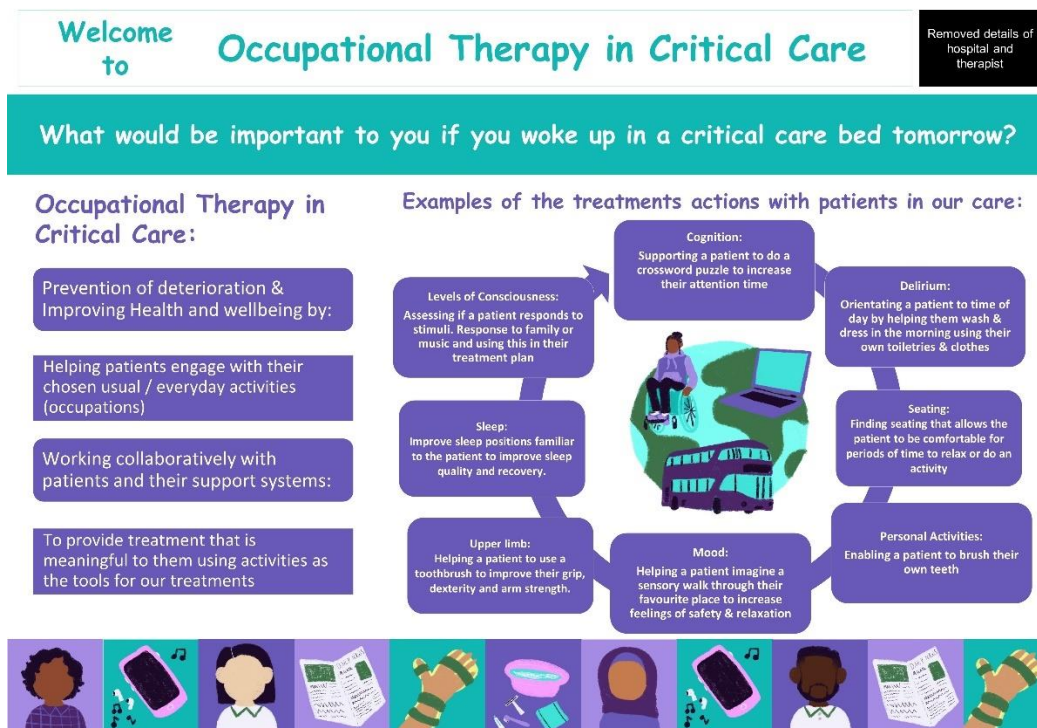 Welcome
to
Occupational Therapy in Critical Care
Removed details of
hospital and
therapist
What would be important to you if you woke up in a critical care bed tomorrow?
Occupational Therapy in
Critical Care:
Prevention of deterioration &
Improving Health and wellbeing by:
Helping patients engage with their
chosen usual / everyday activities
(occupations)
Working collaboratively with
patients and their support systems:
To provide treatment that is
meaningful to them using activities as
the tools for our treatments
Examples of the treatments actions with patients in our care:
Cognition:
Supporting a patient to do a
crossword puzzle to increase
their attention time
Delirium:
Orientating a patient to time of
day by helping them wash &
dress in the morning using their
own toiletries & clothes
Seating:
Finding seating that allows the
patient to be comfortable for
periods of time to relax or do an
activity
Personal Activities:
Enabling a patient to brush their
own teeth
Mood:
Helping a patient imagine a
sensory walk through their
favourite place to increase
feelings of safety & relaxation
Upper limb:
Helping a patient to use a
toothbrush to improve their grip,
dexterity and arm strength.
Sleep:
Improve sleep positions familiar
to the patient to improve sleep
quality and recovery.
Levels of Consciousness:
Assessing if a patient responds to
stimuli. Response to family or
music and using this in their
treatment plan